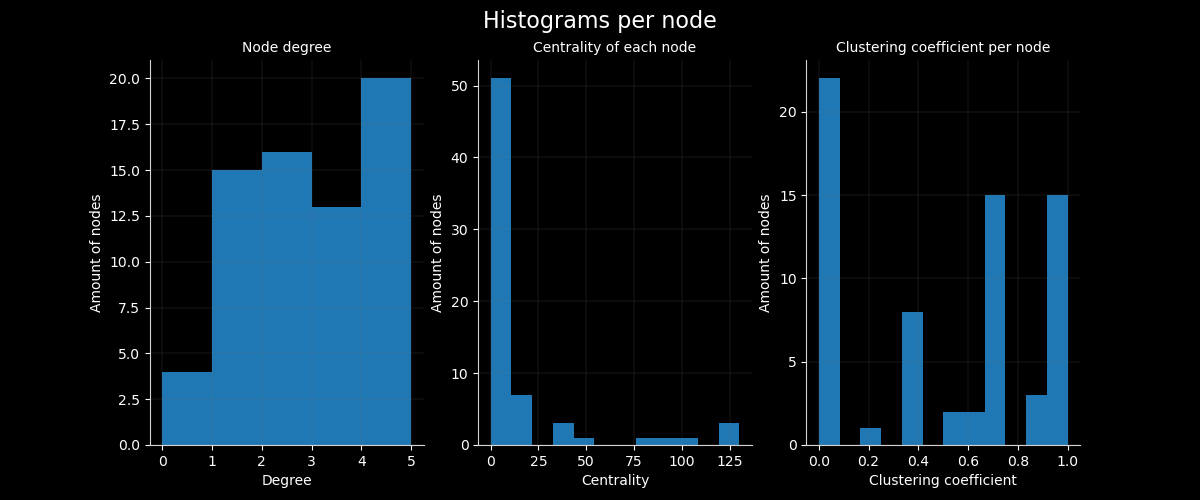 Histograms per node
Node degree
Amount of nodes
20.0
17.5
15.0
12.5
10.0
7.5
5.0
2.5
0.0
0 1 2 3 4 5
Degree
Centrality of each node
Amount of nodes
50
40
30
20
10
0
0 25 50 75 100 125
Centrality
Clustering coefficient per node
Amount of nodes
20
15
10
5
0
0.0 0.2 0.4 0.6 0.8 1.0
Clustering coefficient